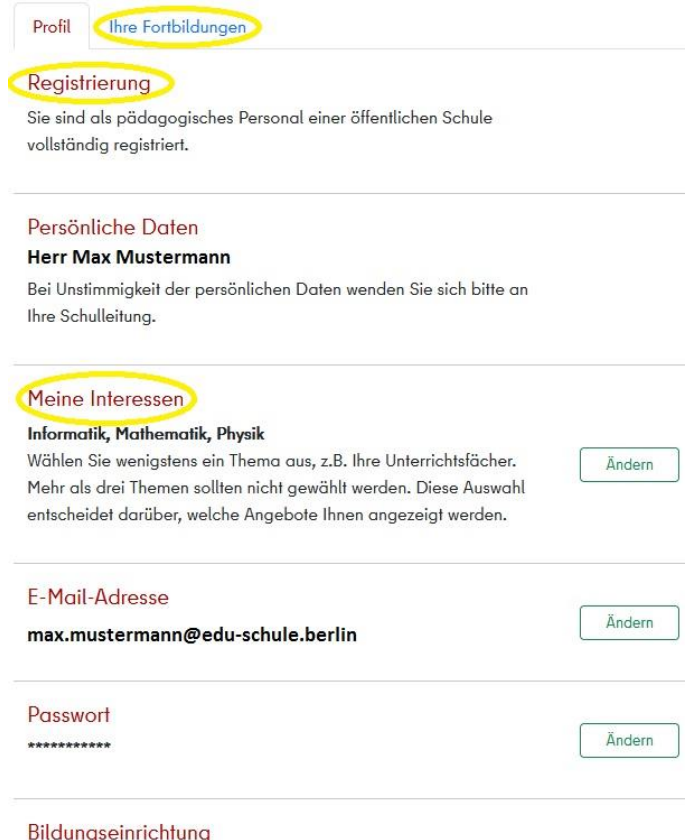 Profil Ihre Fortbildungen
Registrierung
Sie sind als pädagogisches Personal einer öffentlichen Schule
vollständig registriert.
Persönliche Daten
Herr Max Mustermann
Bei Unstimmigkeit der persönlichen Daten wenden Sie sich bitte an
Ihre Schulleitung.
Meine Interessen
Informatik, Mathematik, Physik
Wählen Sie wenigstens ein Thema aus, z.B. Ihre Unterrichtsfächer.
Ändern
Mehr als drei Themen sollten nicht gewählt werden. Diese Auswahl
entscheidet darüber, welche Angebote Ihnen angezeigt werden.
E-Mail-Adresse
Ändern
max.mustermann@edu-schule.berlin
Passwort
***********
Ändern
Bildungseinrichtung